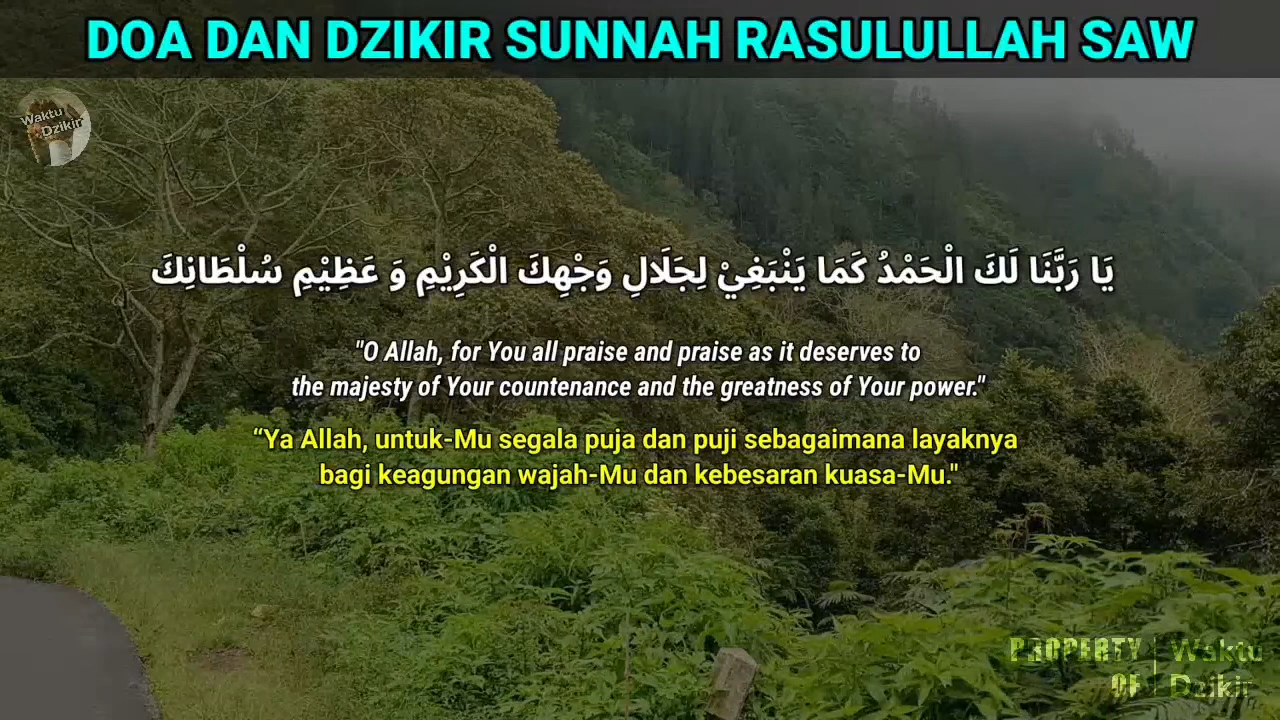 DOA DAN DZIKIR SUNNAH RASULULLAH SAW
Waktu
Dzikir
يَا رَبَّنَا لَكَ الْحَمْدُ كَمَا يَنْبَغِيْ لِجَلَالِ وَجْهِكَ الْكَرِيْمِ وَ عَظِيْمِ سُلْطَانِكَ
"O Allah, for You all praise and praise as it deserves to
the majesty of Your countenance and the greatness of Your power."
“Ya Allah, untuk-Mu segala puja dan puji sebagaimana layaknya
bagi keagungan wajah-Mu dan kebesaran kuasa-Mu."
PROPERTY | Waktu
OF | Dzikir